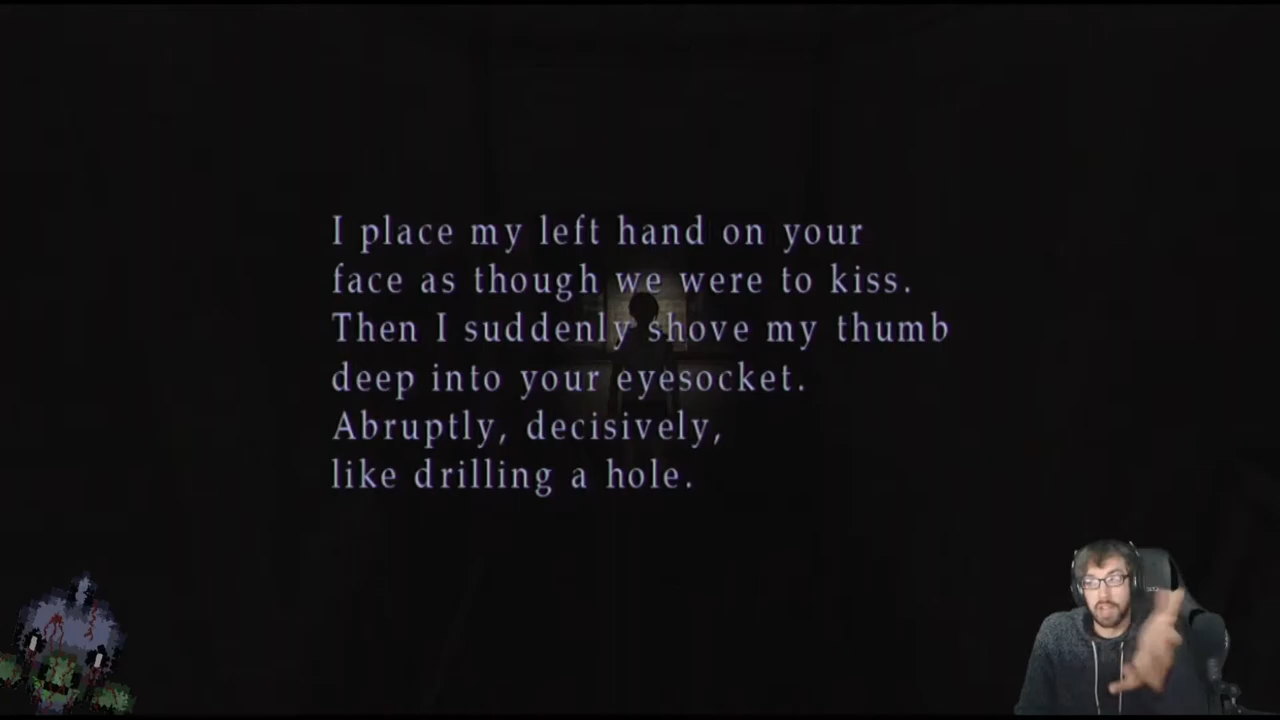 I place my left hand on your
face as though we were to kiss.
Then I suddenly shove my thumb
deep into your eyesocket.
Abruptly, decisively,
like drilling a hole.